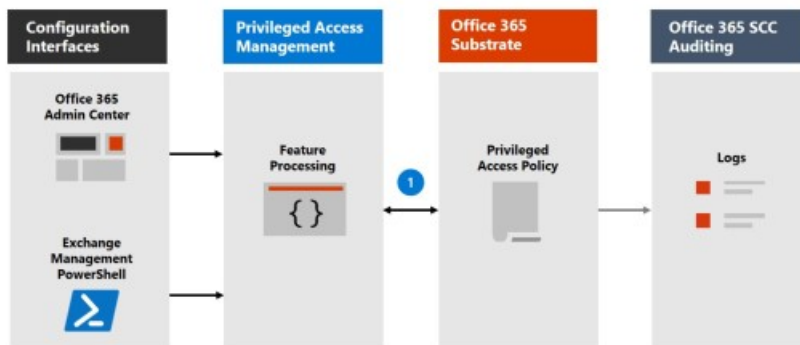 Configuration
Interfaces
Privileged Access
Management
Office 365
Substrate
Office 365 SCC
Auditing
Office 365
Admin Center
Exchange
Management
PowerShell
Feature
Processing
{}
1
Privileged
Access Policy
Logs